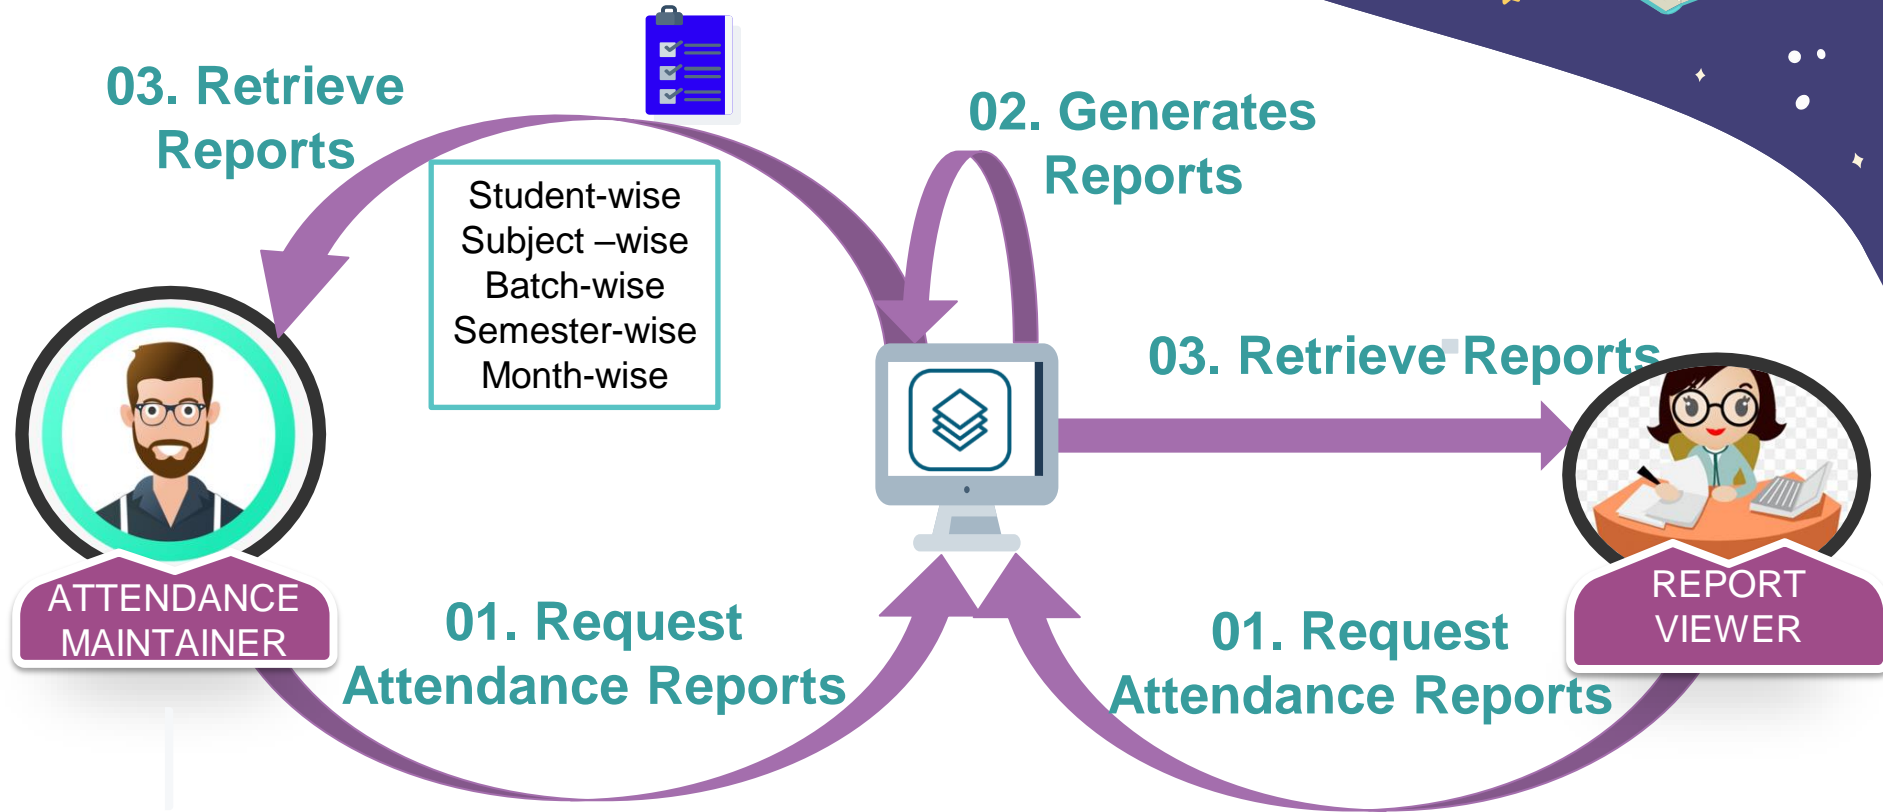 03. Retrieve
Reports
02. Generates
Reports
Student-wise
Subject –wise
Batch-wise
Semester-wise
Month-wise
03. Retrieve Reports
ATTENDANCE
MAINTAINER
01. Request
Attendance Reports
01. Request
Attendance Reports
REPORT
VIEWER